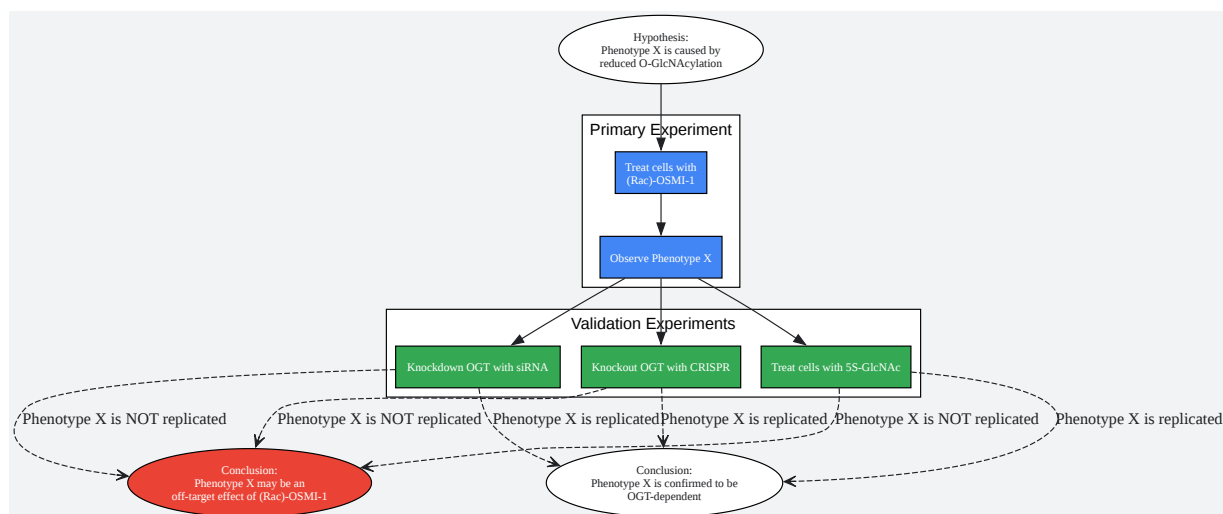 Hypothesis:
Phenotype X is caused by
reduced O-GlcNAcylation
Primary Experiment
Treat cells with
(Rac)-OSMI-1
Observe Phenotype X
Validation Experiments
Knockdown OGT with siRNA
Knockout OGT with CRISPR
Treat cells with 5S-GlcNAc
Phenotype X is NOT replicated
Phenotype X is NOT replicated
Phenotype X is replicated
Phenotype X is replicated
Phenotype X is NOT replicated
Phenotype X is replicated
Conclusion:
Phenotype X may be an
off-target effect of (Rac)-OSMI-1
Conclusion:
Phenotype X is confirmed to be
OGT-dependent